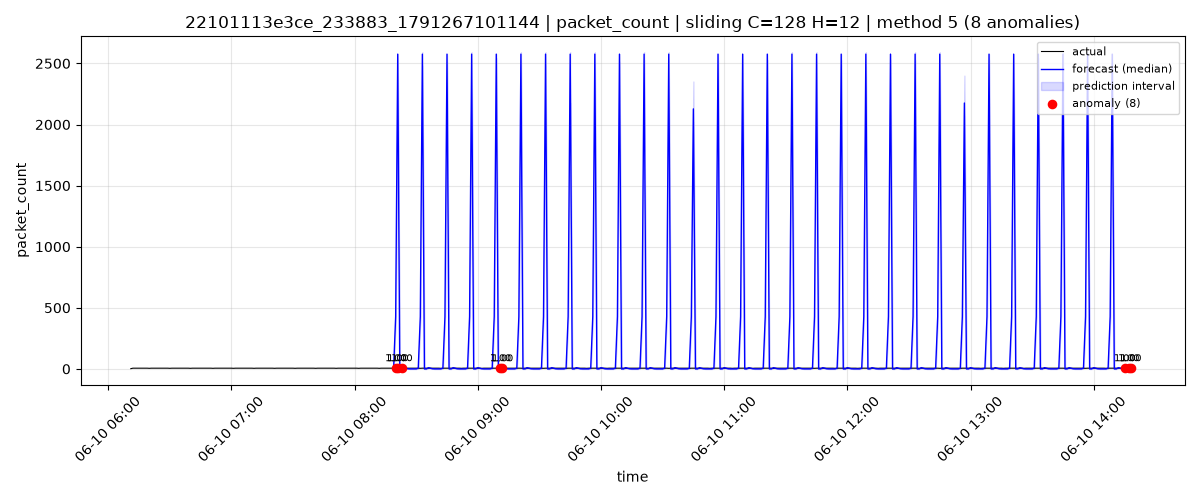 22101113e3ce_233883_1791267101144 | packet_count | sliding C=128 H=12 | method 5 (8 anomalies)
actual
forecast (median)
prediction interval
anomaly (8)
packet_count
2500
2000
1500
1000
500
0
1.00
06-10 06:00
06-10 07:00
06-10 08:00
06-10 09:00
06-10 10:00
06-10 11:00
06-10 12:00
06-10 13:00
06-10 14:00
time